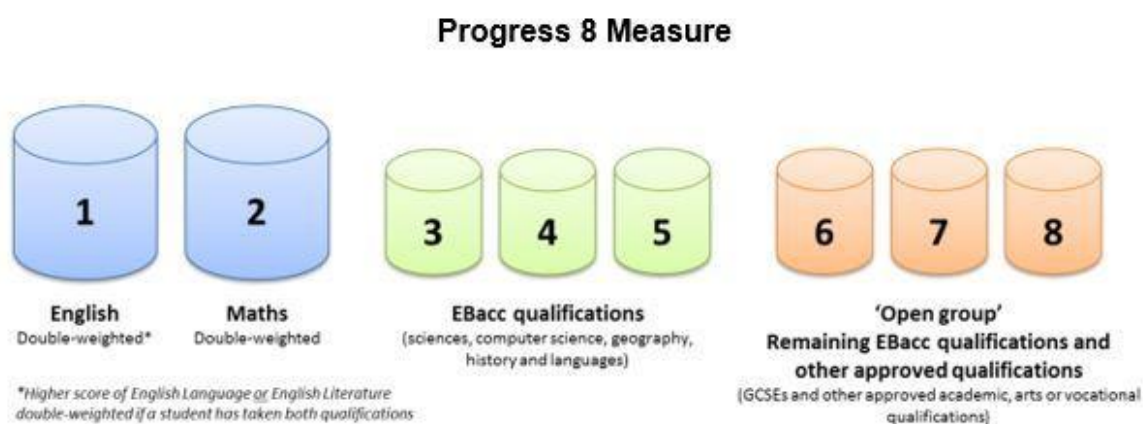 Progress 8 Measure
1
2
3
4
5
6
7
8
English
Double-weighted*
Maths
Double-weighted
EBacc qualifications
(sciences, computer science, geography,
history and languages)
'Open group'
Remaining EBacc qualifications and
other approved qualifications
(GCSEs and other approved academic, arts or vocational
qualifications)
*Higher score of English Language or English Literature
double-weighted if a student has taken both qualifications